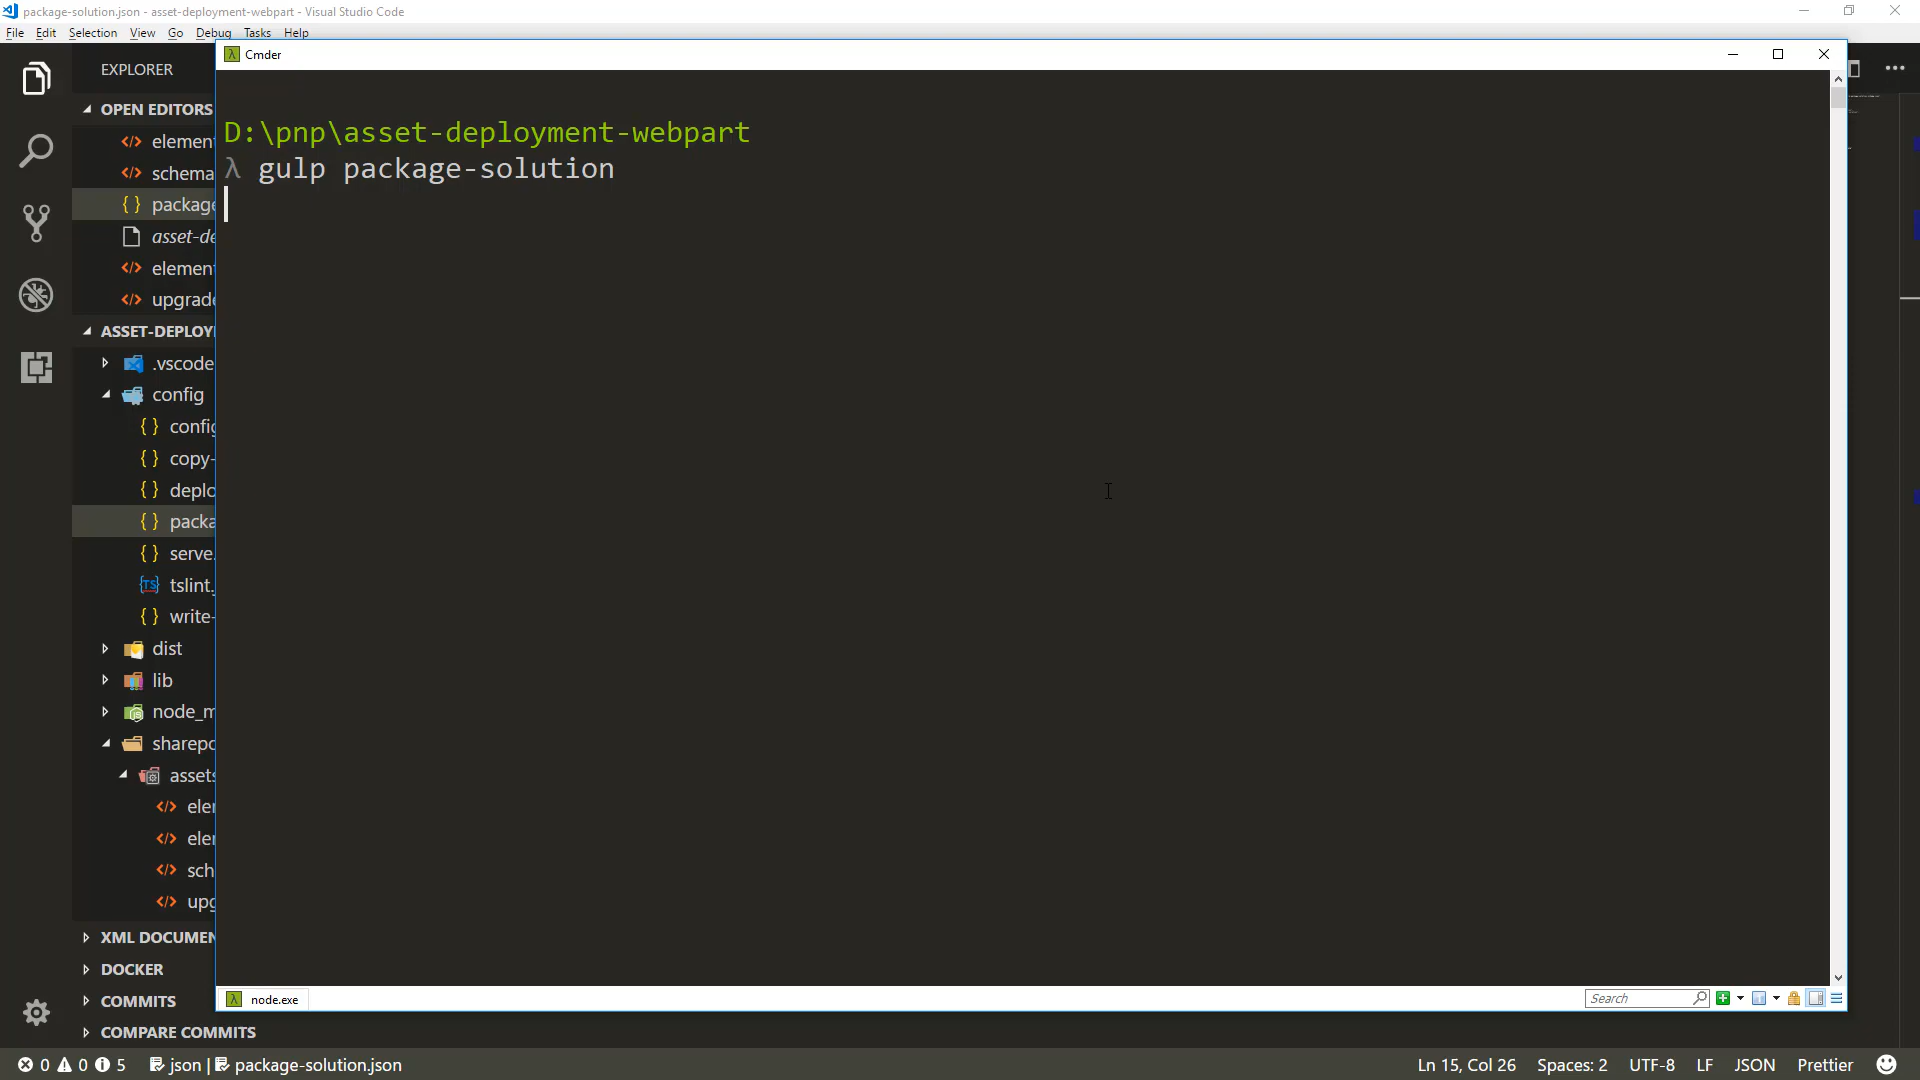 package-solution.json - asset-deployment-webpart - Visual Studio Code
File Edit Selection View Go Debug Tasks Help
Cmder
EXPLORER
OPEN EDITORS
elemen
schema
package
asset-de
elemen
upgrade
ASSET-DEPLOY
.vscode
config
config
copy-
deplo
packa
serve.
tslint.
write-
dist
lib
node_m
sharepo
assets
eler
eler
sch
upg
XML DOCUMEN
DOCKER
COMMITS
COMPARE COMMITS
D:\pnp\asset-deployment-webpart
λ gulp package-solution
node.exe
Search
0 0 5 json | package-solution.json
Ln 15, Col 26 Spaces: 2 UTF-8 LF JSON Prettier